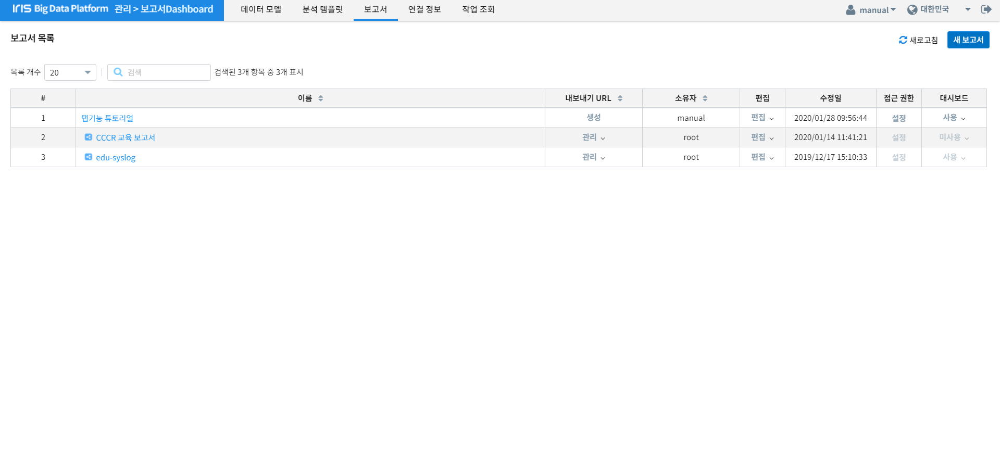 IRIS Big Data Platform 관리 > 보고서Dashboard 데이터 모델 분석 템플릿 보고서 연결 정보 작업 조회 manual 대한민국
보고서 목록 새로고침 새 보고서
목록 개수 20 검색 검색된 3개 항목 중 3개 표시
# 이름 내보내기 URL 소유자 편집 수정일 접근 권한 대시보드
1 탭기능 튜토리얼 생성 manual 편집 2020/01/28 09:56:44 설정 사용
2 CCCR 교육 보고서 관리 root 편집 2020/01/14 11:41:21 설정 미사용
3 edu-syslog 관리 root 편집 2019/12/17 15:10:33 설정 사용